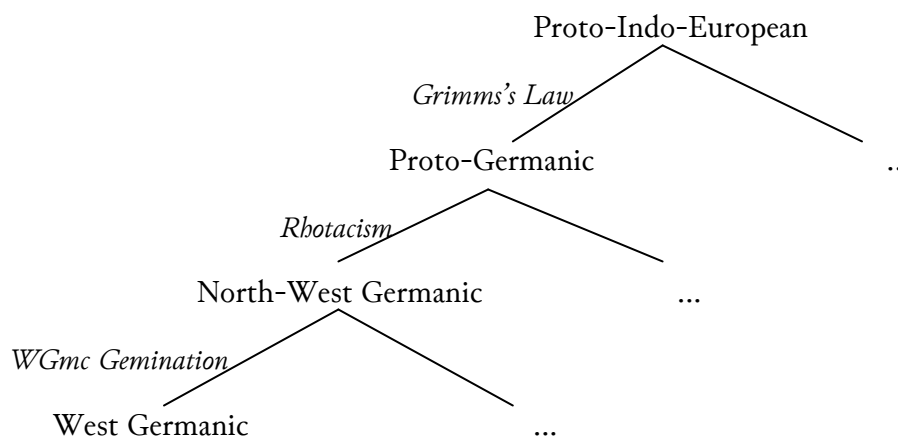 Proto-Indo-European
Grimms's Law
Proto-Germanic ..
Rhotacism
North-West Germanic ...
WGmc Gemination
West Germanic ...